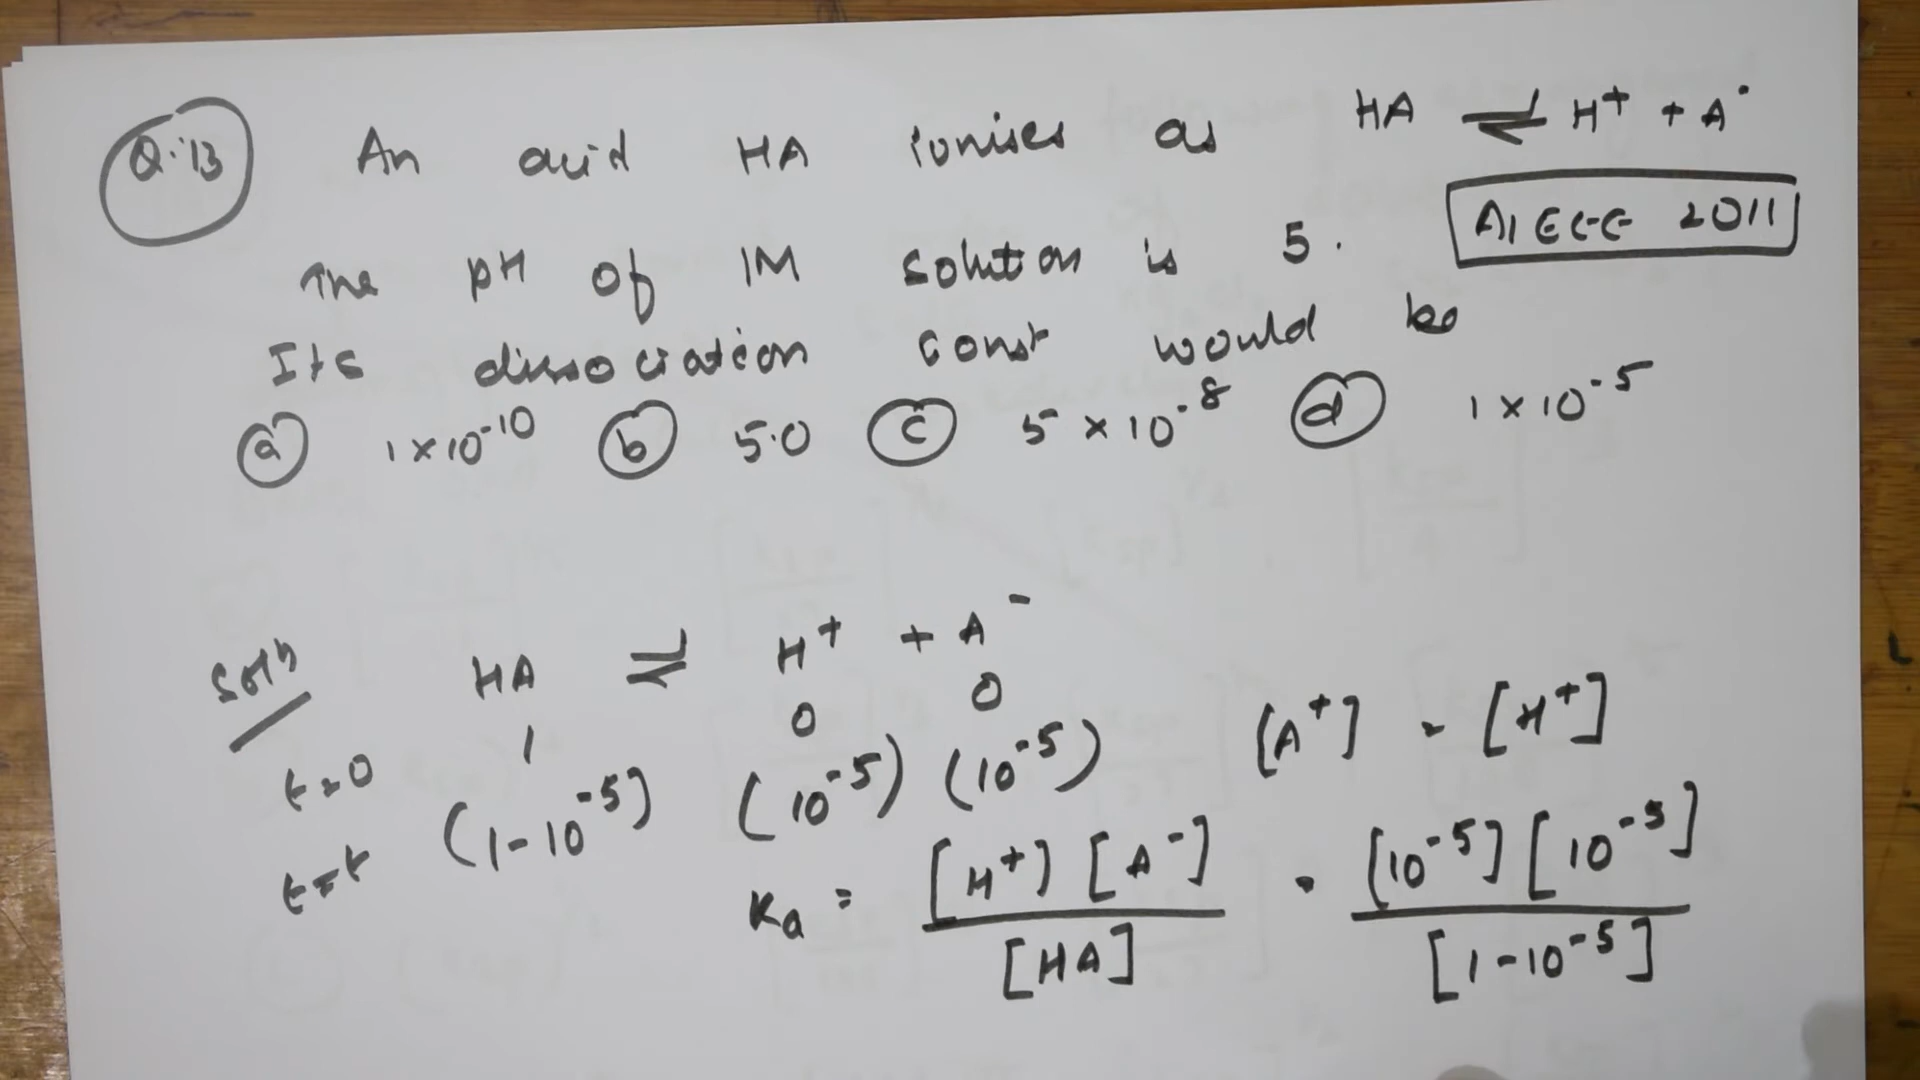 Q.13 An acid HA ionises as HA ⇌ H⁺ + A⁻
AIEEE 2011
The pH of 1M solution is 5.
Its dissociation const would be
(a) 1 × 10⁻¹⁰ (b) 5.0 (c) 5 × 10⁻⁸ (d) 1 × 10⁻⁵
Soln HA ⇌ H⁺ + A⁻
t=0 1 0 0
t=t (1-10⁻⁵) (10⁻⁵) (10⁻⁵) [A⁺] = [H⁺]
Ka = [H⁺] [A⁻] / [HA] = [10⁻⁵] [10⁻⁵] / [1-10⁻⁵]